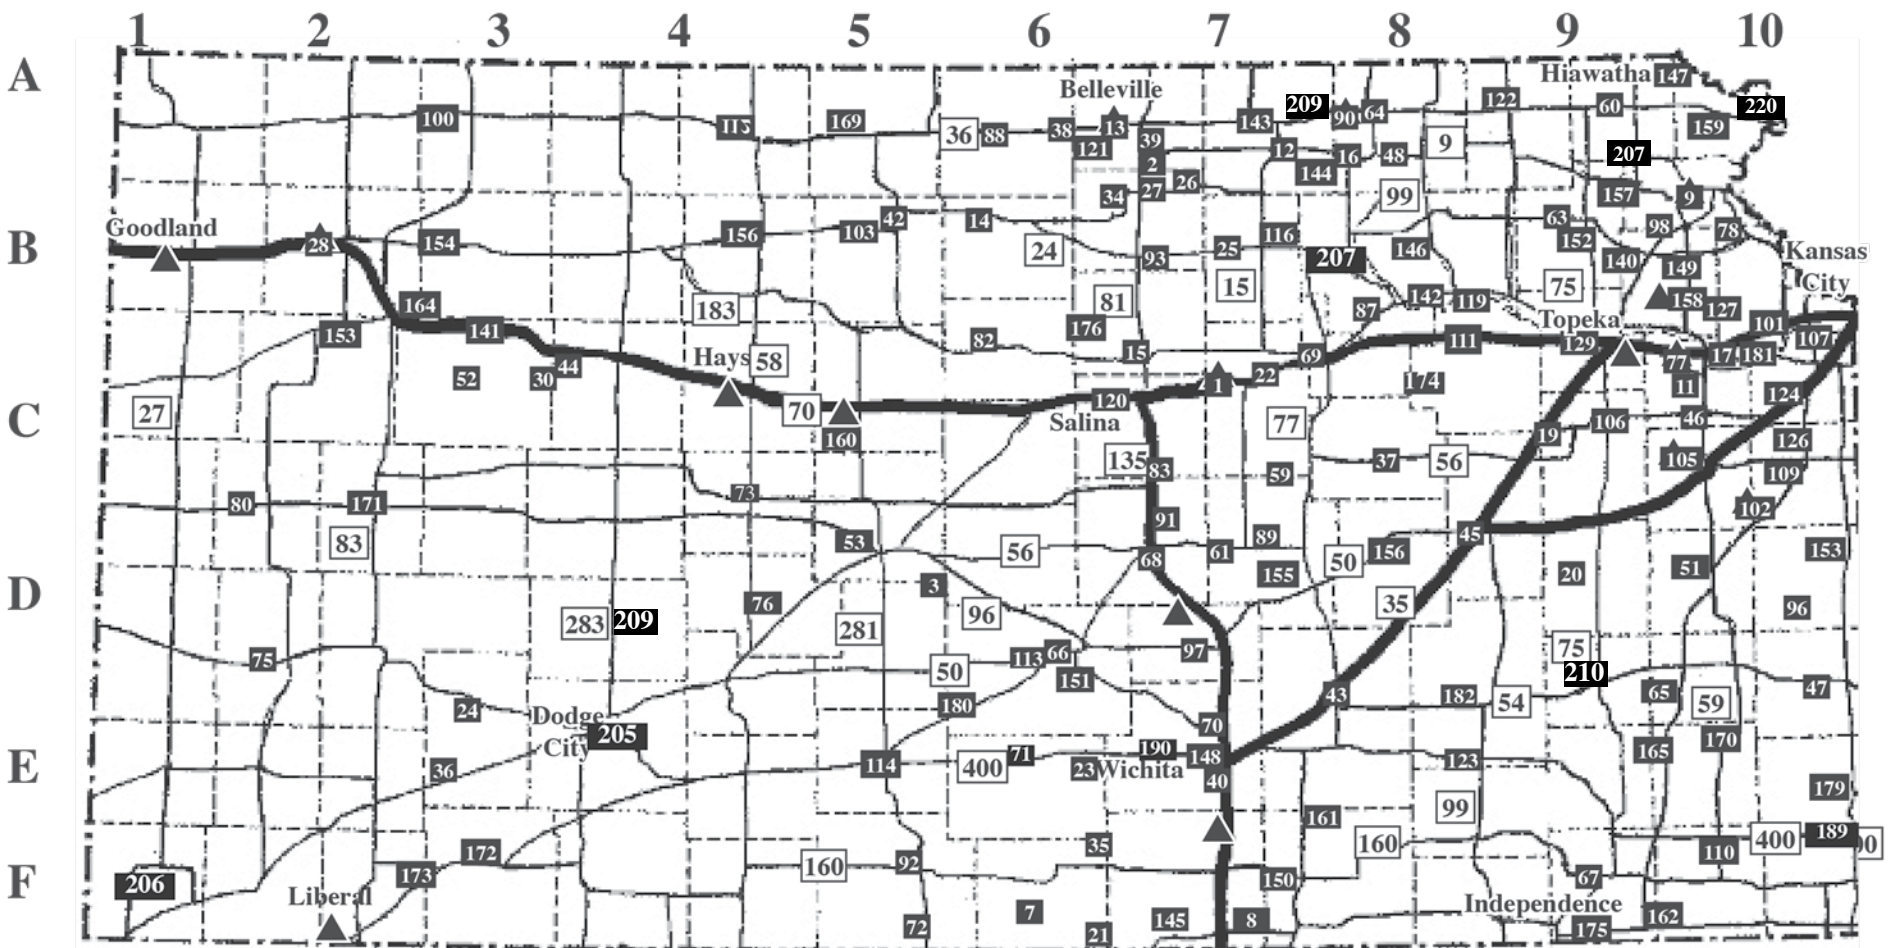 1 2 3 4 5 6 7 8 9 10
A
Hiawatha 147
Belleville
100 169 36 88 38 13 143 209 90 64 122 60 220
121 39 12 16 48 9 159
2 144 207
34 27 26 99 157 9
Goodland
B
28 154 156 103 42 14 24 93 25 116 207 146 63 152 98 78
140 149
Kansas
City
164 183 81 15 87 142 119 75 158 127
153 141 176 Topeka 101
Hays 58 82 15 69 111 129 77 17 181 107
52 30 44 1 22 174 11 124
C
27 70 120 77 106 46
160 Salina 19 126
135 83 59 37 56 105 109
80 171 73 102
91 45
83 53 56 68 61 89 50 156 153
D
3 155 20 51
76 35 96
283 209 281 96
75 113 66 97 75
50 151 210
24 180 43 182 54 65 59 47
Dodge
City 205 70 170
E
36 114 400 71 23 Wichita 190 148 123 165
40 179
99
161 160 400 189
172 35 110
F
206 173 160 92 150 67
Liberal Independence
72 7 21 145 8 175 162